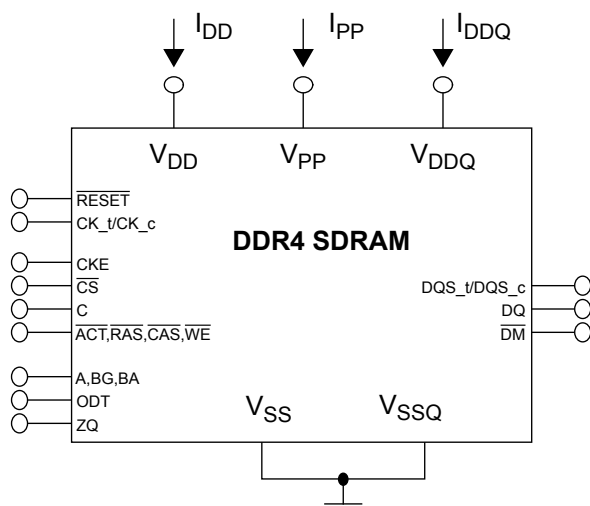 IDD IPP IDDQ
VDD VPP VDDQ
RESET
CK_t/CK_c
DDR4 SDRAM
CKE
CS
DQS_t/DQS_c
C
DQ
ACT,RAS,CAS,WE
DM
A,BG,BA
ODT
VSS VSSQ
ZQ